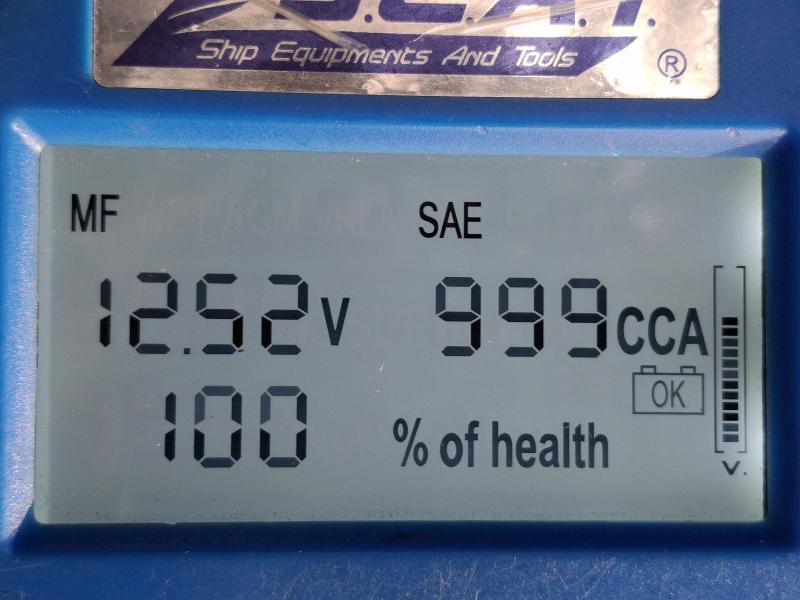 S.E.A.T.
Ship Equipments And Tools ®
MF SAE
12.52 V 999 CCA
OK
100 % of health
V.